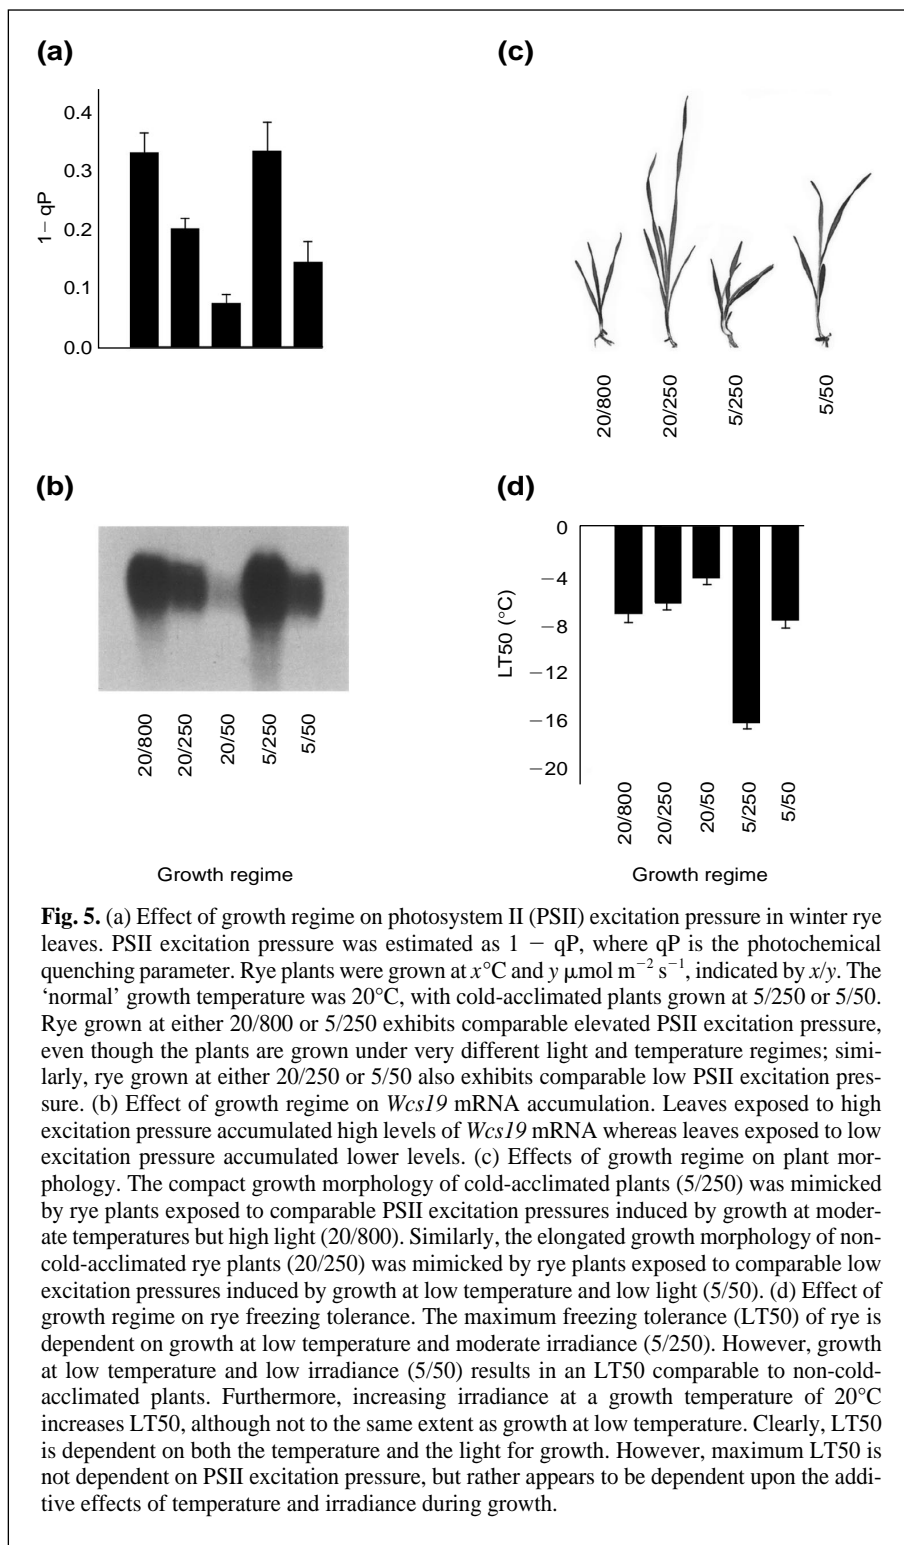 (a)
1− qP
0.4
0.3
0.2
0.1
0.0
(c)
20/800
20/250
5/250
5/50
(b)
20/800
20/250
20/50
5/250
5/50
Growth regime
(d)
LT50 (°C)
0
−4
−8
−12
−16
−20
20/800
20/250
20/50
5/250
5/50
Growth regime
Fig. 5. (a) Effect of growth regime on photosystem II (PSII) excitation pressure in winter rye
leaves. PSII excitation pressure was estimated as 1 − qP, where qP is the photochemical
quenching parameter. Rye plants were grown at x°C and y μmol m⁻² s⁻¹, indicated by x/y. The
‘normal’ growth temperature was 20°C, with cold-acclimated plants grown at 5/250 or 5/50.
Rye grown at either 20/800 or 5/250 exhibits comparable elevated PSII excitation pressure,
even though the plants are grown under very different light and temperature regimes; simi-
larly, rye grown at either 20/250 or 5/50 also exhibits comparable low PSII excitation pres-
sure. (b) Effect of growth regime on Wcs19 mRNA accumulation. Leaves exposed to high
excitation pressure accumulated high levels of Wcs19 mRNA whereas leaves exposed to low
excitation pressure accumulated lower levels. (c) Effects of growth regime on plant mor-
phology. The compact growth morphology of cold-acclimated plants (5/250) was mimicked
by rye plants exposed to comparable PSII excitation pressures induced by growth at moder-
ate temperatures but high light (20/800). Similarly, the elongated growth morphology of non-
cold-acclimated rye plants (20/250) was mimicked by rye plants exposed to comparable low
excitation pressures induced by growth at low temperature and low light (5/50). (d) Effect of
growth regime on rye freezing tolerance. The maximum freezing tolerance (LT50) of rye is
dependent on growth at low temperature and moderate irradiance (5/250). However, growth
at low temperature and low irradiance (5/50) results in an LT50 comparable to non-cold-
acclimated plants. Furthermore, increasing irradiance at a growth temperature of 20°C
increases LT50, although not to the same extent as growth at low temperature. Clearly, LT50
is dependent on both the temperature and the light for growth. However, maximum LT50 is
not dependent on PSII excitation pressure, but rather appears to be dependent upon the addi-
tive effects of temperature and irradiance during growth.